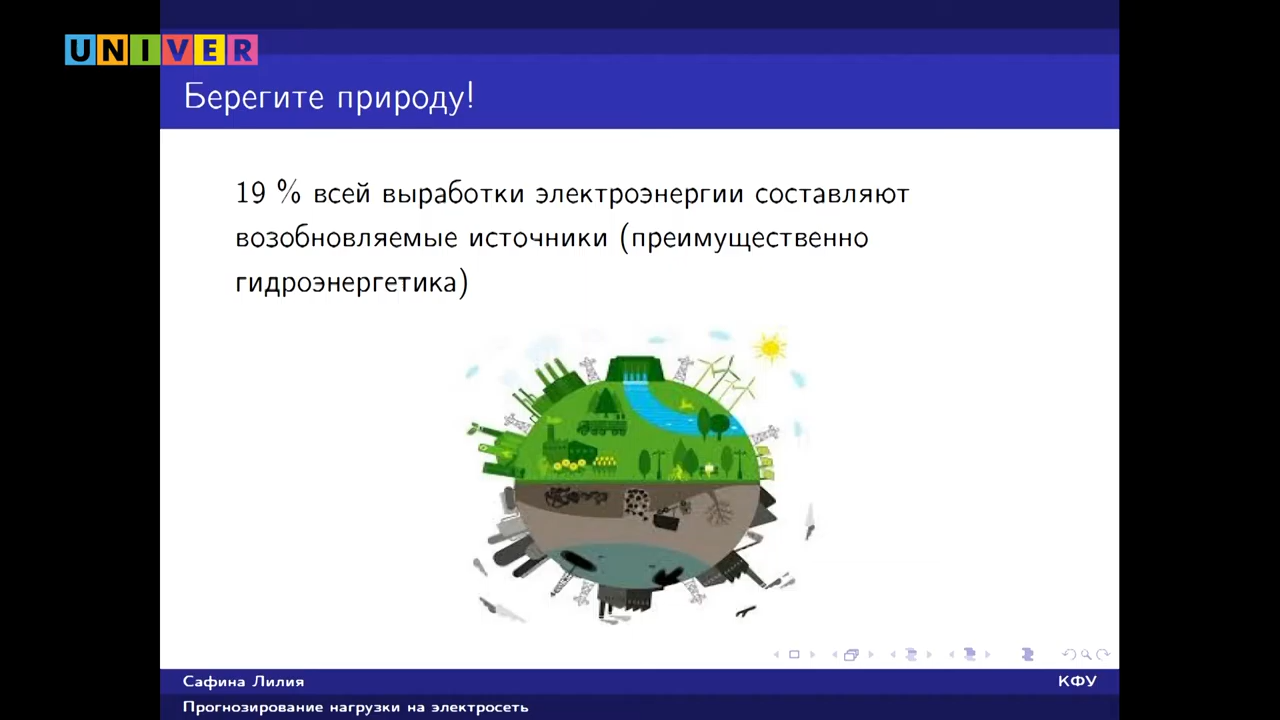 UNIVER
Берегите природу!
19 % всей выработки электроэнергии составляют
возобновляемые источники (преимущественно
гидроэнергетика)
Сафина Лилия
КФУ
Прогнозирование нагрузки на электросеть